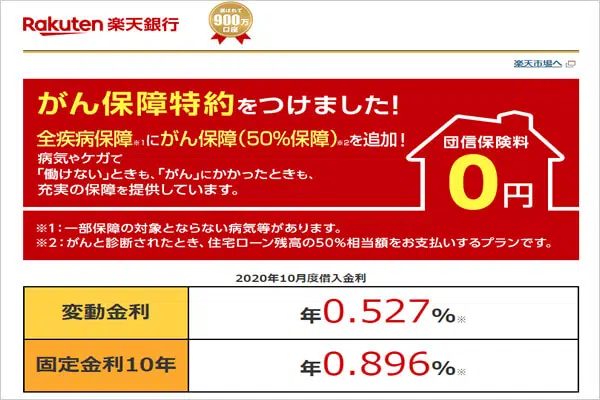 Rakuten 楽天銀行
選ばれて
900万
口座
楽天市場へ
がん保障特約をつけました!
全疾病保障※1にがん保障(50%保障)※2を追加!
病気やケガで
「働けない」ときも、「がん」にかかったときも、
充実の保障を提供しています。
団信保険料
0円
※1:一部保障の対象とならない病気等があります。
※2:がんと診断されたとき、住宅ローン残高の50%相当額をお支払いするプランです。
2020年10月度借入金利
変動金利 年0.527%※
固定金利10年 年0.896%※